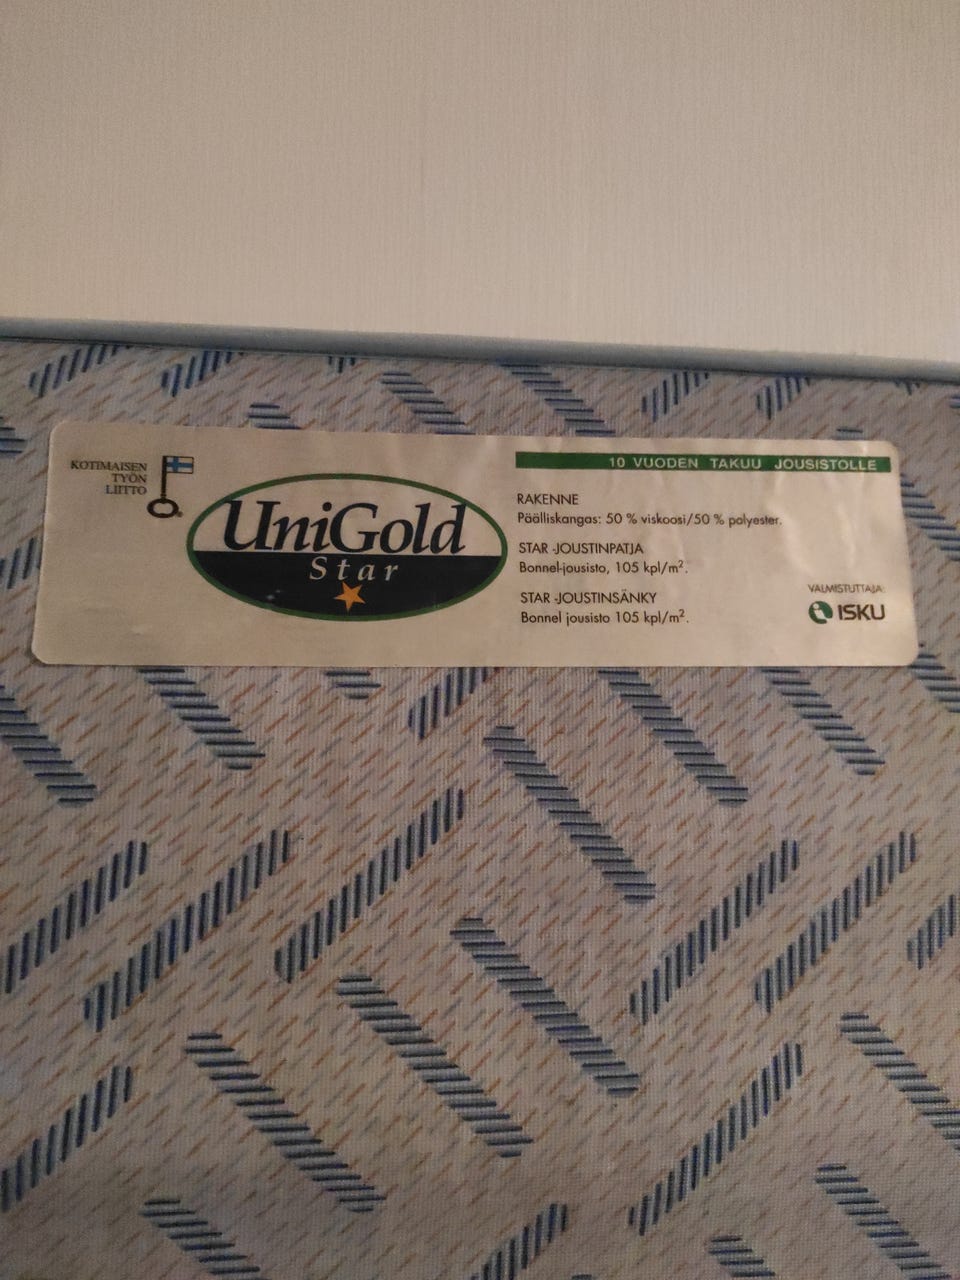 KOTIMAISEN
TYÖN
LIITTO
UniGold
Star
10 VUODEN TAKUU JOUSISTOLLE
RAKENNE
Päälliskangas: 50 % viskoosi/50 % polyester.
STAR -JOUSTINPATJA
Bonnel-jousisto, 105 kpl/m².
STAR -JOUSTINSÄNKY
Bonnel jousisto 105 kpl/m².
VALMISTUTTAJA:
ISKU